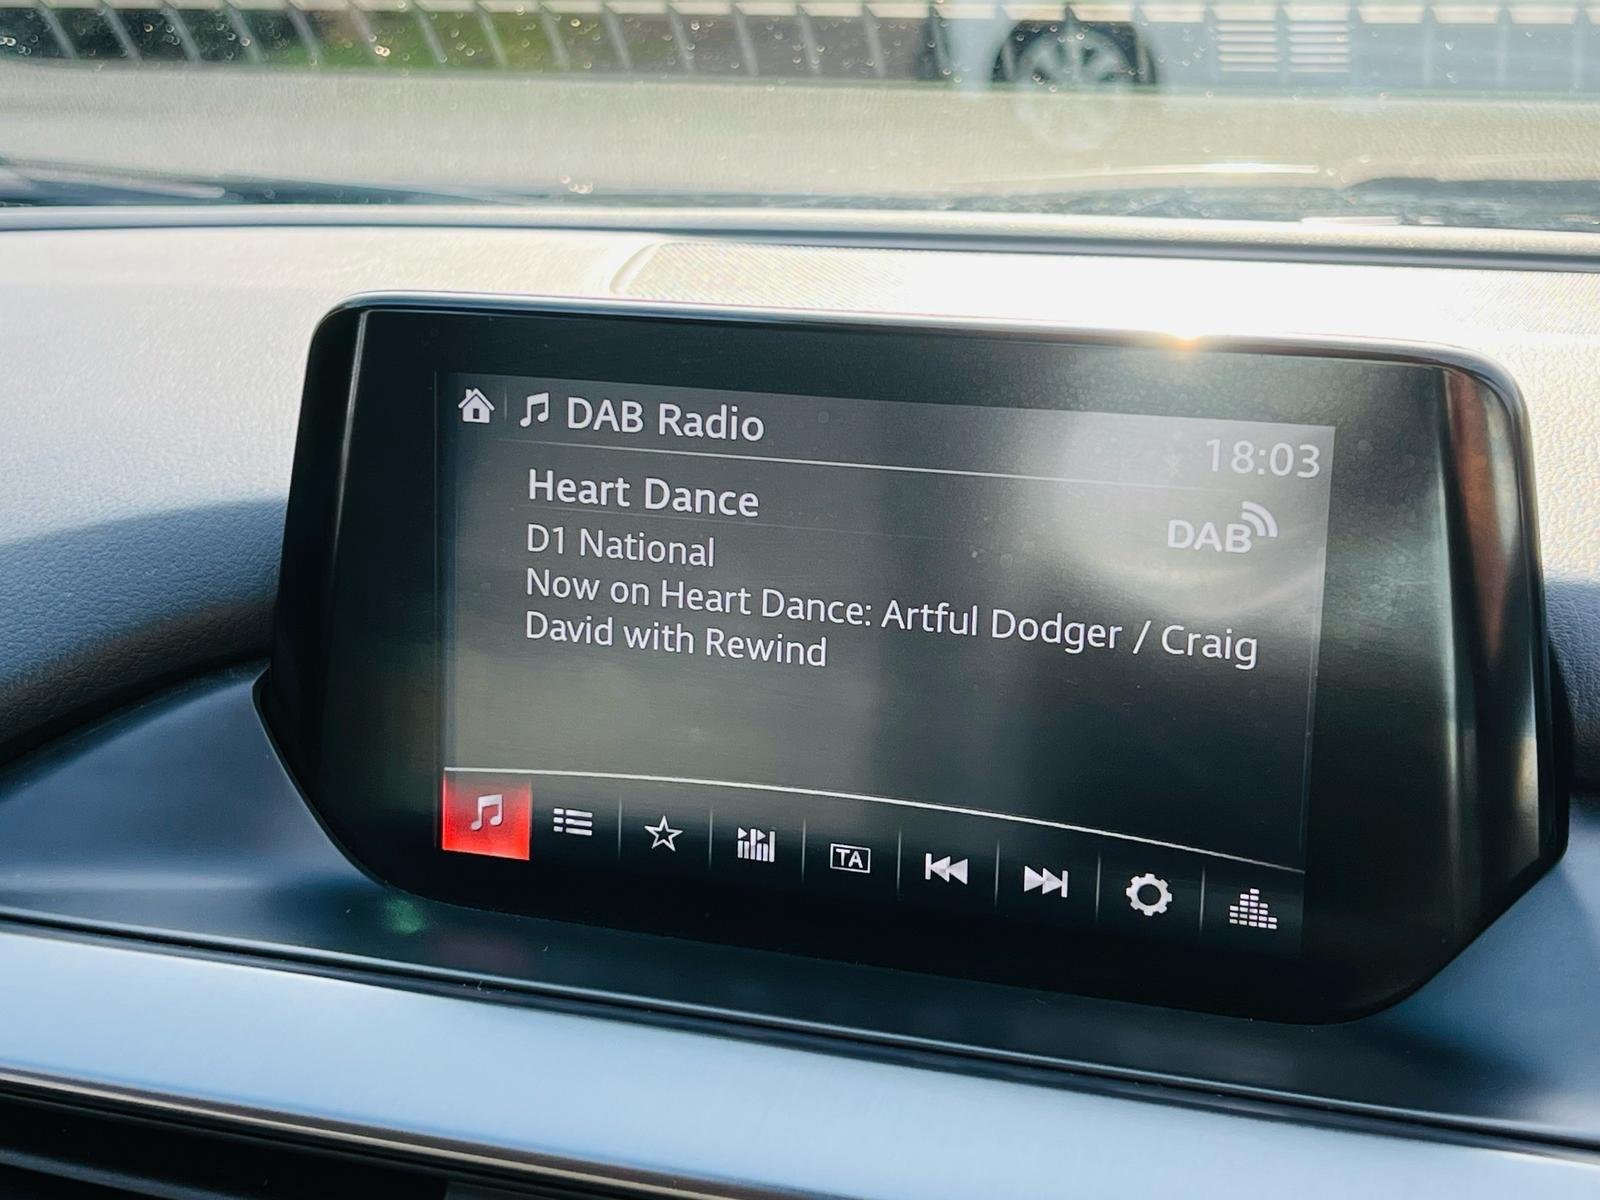 DAB Radio
18:03
Heart Dance
DAB
D1 National
Now on Heart Dance: Artful Dodger / Craig
David with Rewind
TA